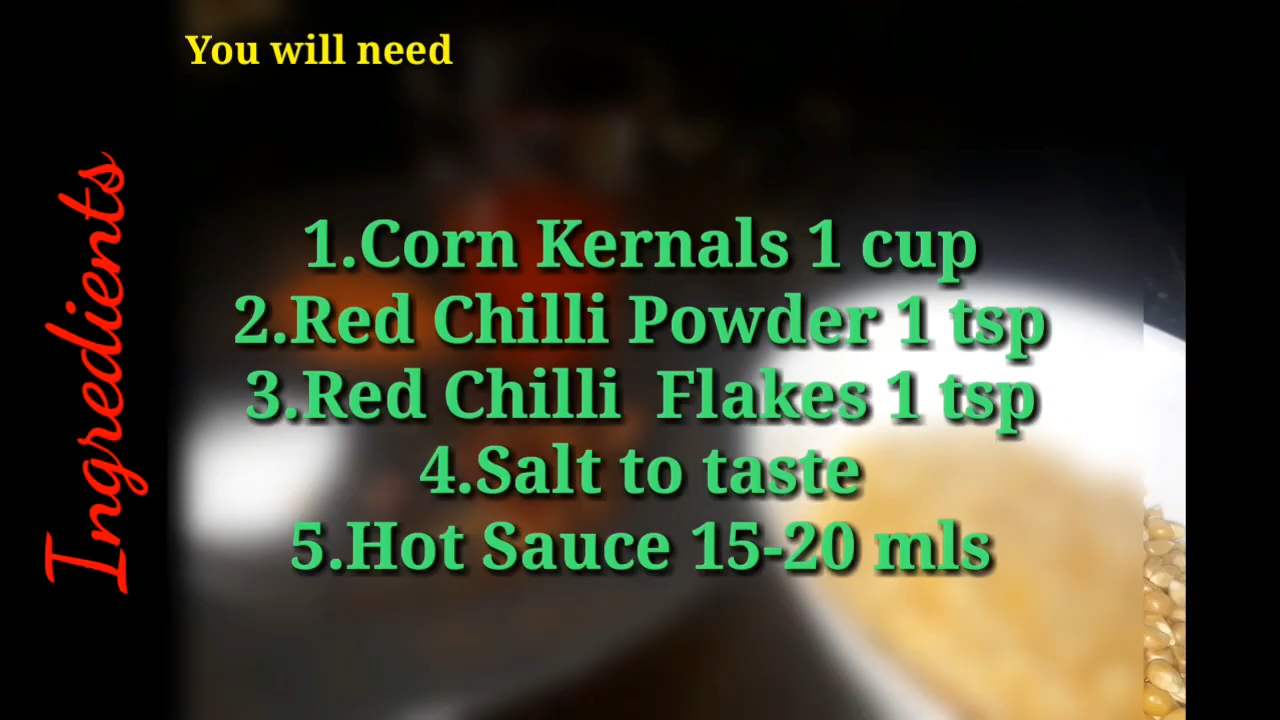 You will need
Ingredients
1.Corn Kernals 1 cup
2.Red Chilli Powder 1 tsp
3.Red Chilli Flakes 1 tsp
4.Salt to taste
5.Hot Sauce 15-20 mls